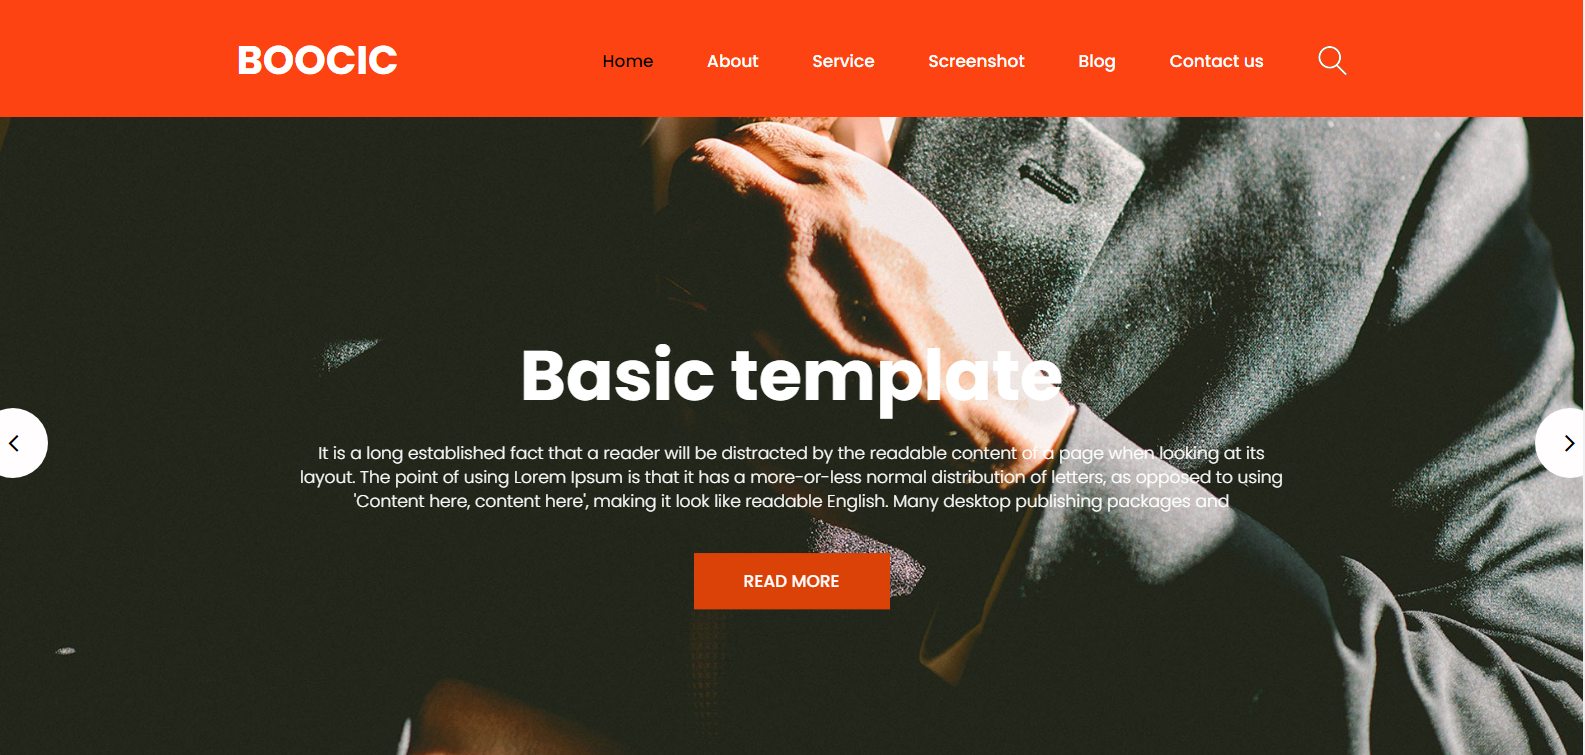 BOOCIC
Home About Service Screenshot Blog Contact us
Basic template
It is a long established fact that a reader will be distracted by the readable content of a page when looking at its
layout. The point of using Lorem Ipsum is that it has a more-or-less normal distribution of letters, as opposed to using
'Content here, content here', making it look like readable English. Many desktop publishing packages and
READ MORE